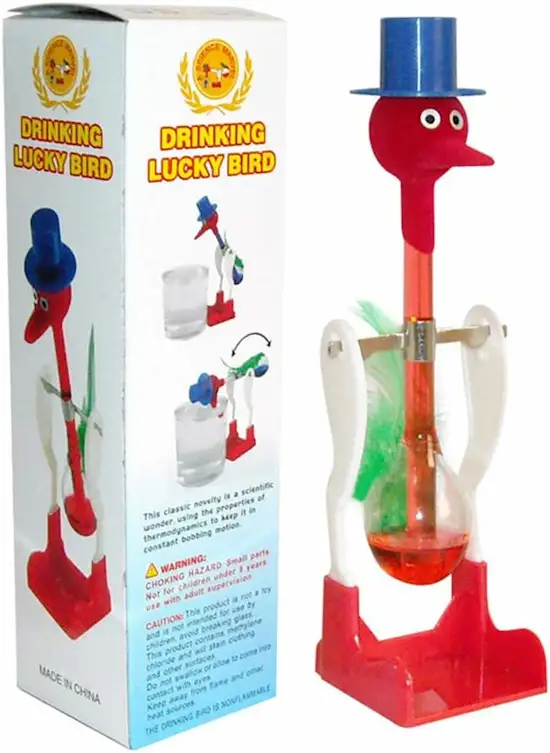 A SCIENCE MARVEL
DRINKING
LUCKY BIRD
MADE IN CHINA
DRINKING
LUCKY BIRD
This classic novelty is a scientific
wonder, using the properties of
thermodynamics to keep it in
constant bobbing motion.
WARNING:
CHOKING HAZARD: Small parts
Not for children under 8 years
use with adult supervision
CAUTION: This product is not a toy
and is not intended for use by
children, avoid breaking glass,
This product contains methylene
chloride and will stain clothing
and other surfaces.
Do not swallow or allow to come into
contact with eyes.
Keep away from flame and other
heat sources.
THE DRINKING BIRD IS NONFLAMMABLE